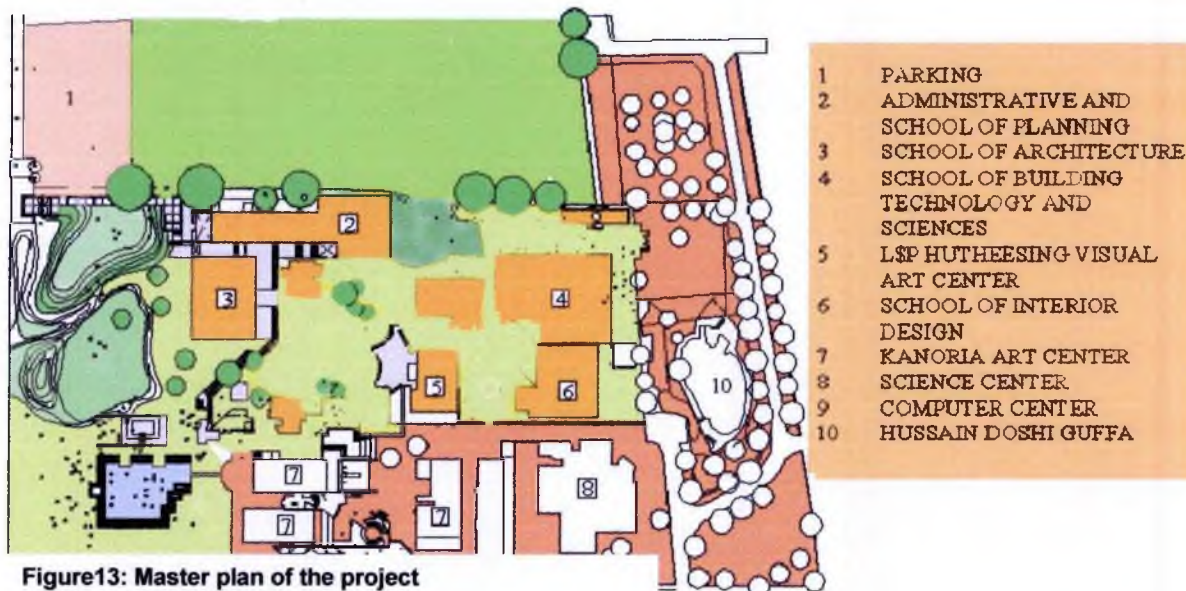 1
2
3
4
5
6
7
7
7
8
10
1 PARKING
2 ADMINISTRATIVE AND
SCHOOL OF PLANNING
3 SCHOOL OF ARCHITECTURE
4 SCHOOL OF BUILDING
TECHNOLOGY AND
SCIENCES
5 L$P HUTHEESING VISUAL
ART CENTER
6 SCHOOL OF INTERIOR
DESIGN
7 KANORIA ART CENTER
8 SCIENCE CENTER
9 COMPUTER CENTER
10 HUSSAIN DOSHI GUFFA
Figure13: Master plan of the project